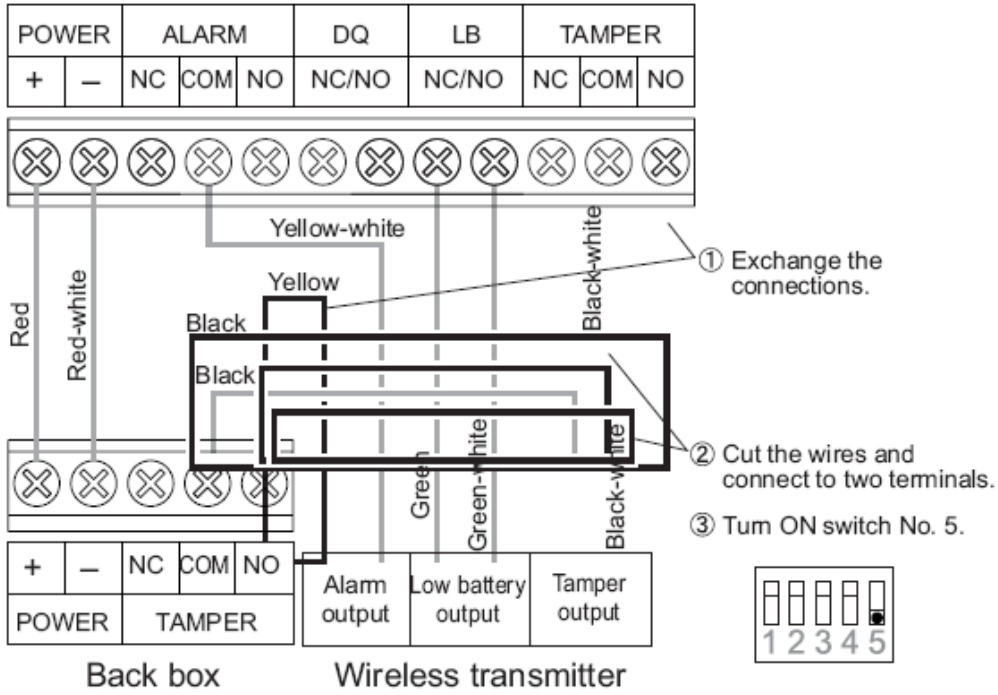 POWER ALARM DQ LB TAMPER
+ – NC COM NO NC/NO NC/NO NC COM NO
Yellow-white
Black-white
① Exchange the
connections.
Yellow
Red
Red-white
Black
Black
② Cut the wires and
connect to two terminals.
Green
Green-white
Black-white
③ Turn ON switch No. 5.
+ – NC COM NO
POWER TAMPER
Alarm
output
Low battery
output
Tamper
output
1 2 3 4 5
Back box
Wireless transmitter